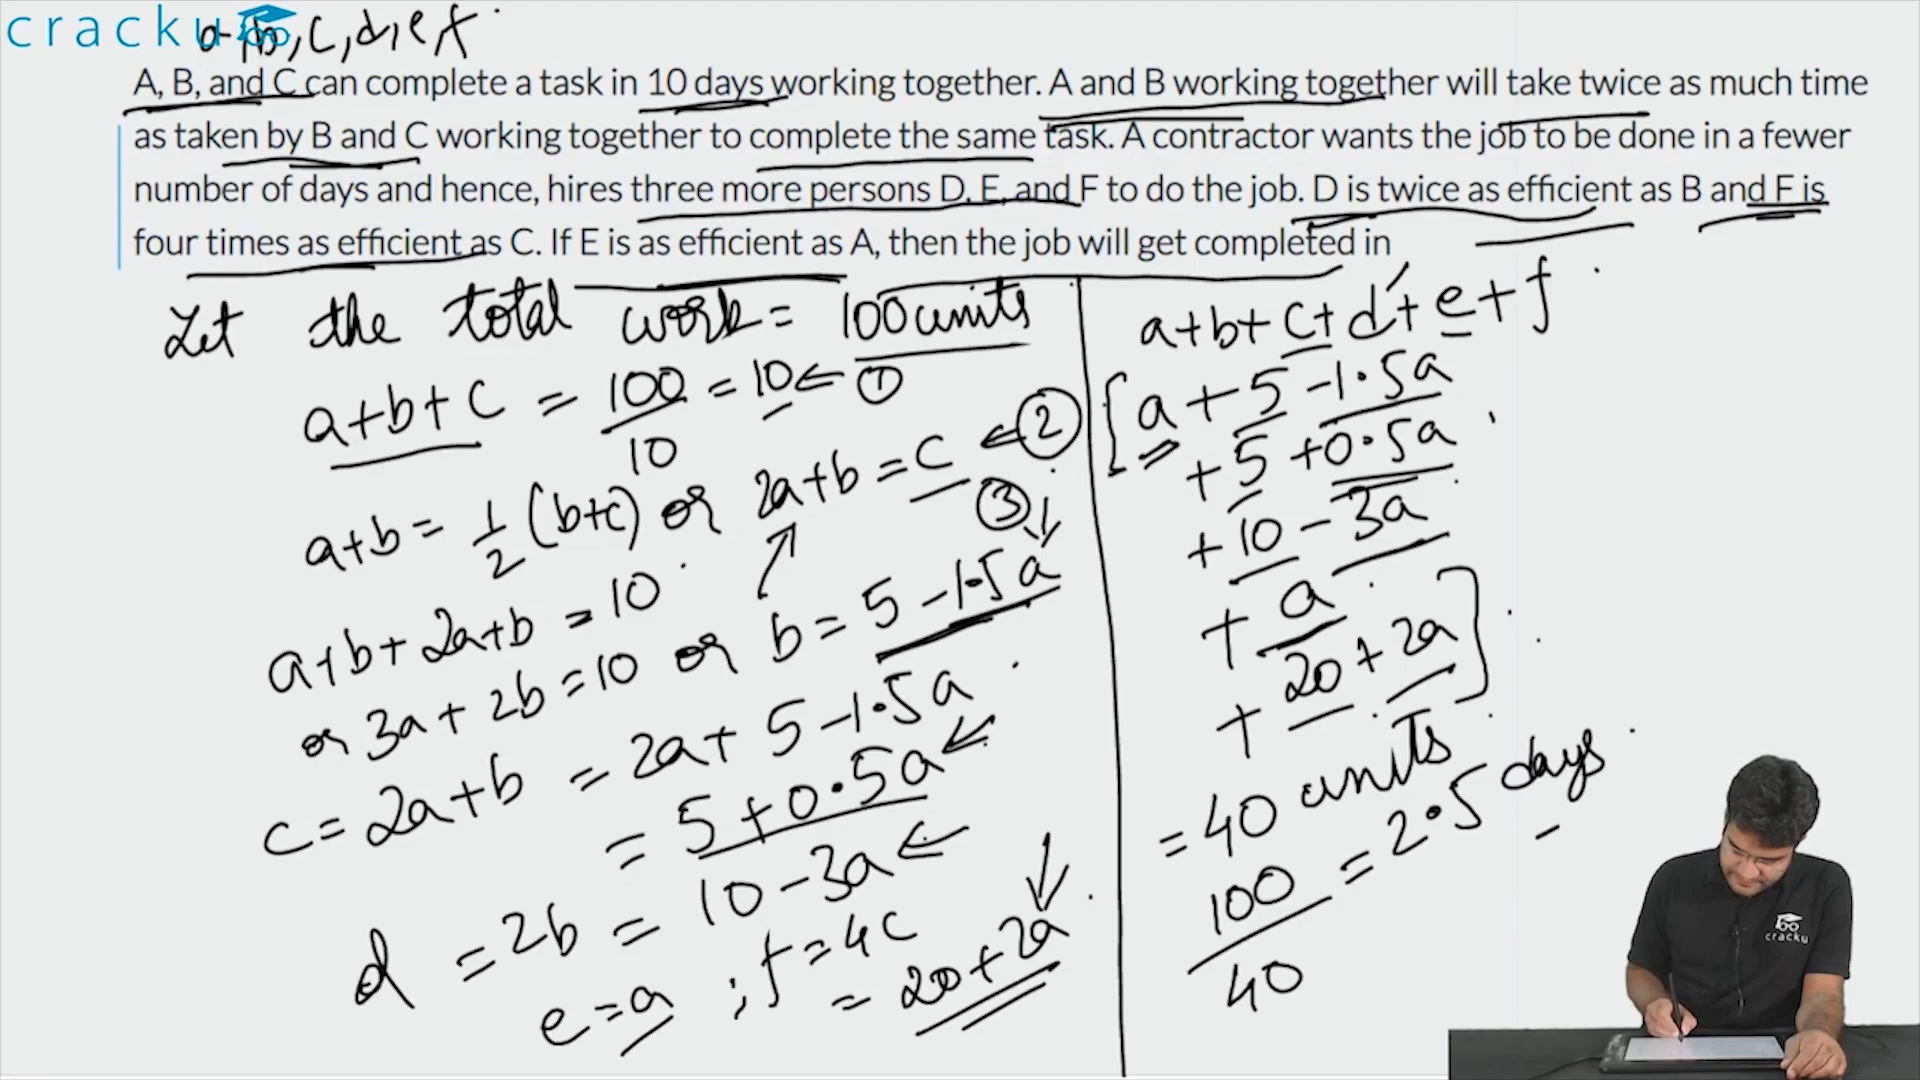 cracku
a, b, c, d, e, f
A, B, and C can complete a task in 10 days working together. A and B working together will take twice as much time
as taken by B and C working together to complete the same task. A contractor wants the job to be done in a fewer
number of days and hence, hires three more persons D, E, and F to do the job. D is twice as efficient as B and F is
four times as efficient as C. If E is as efficient as A, then the job will get completed in
Let the total work = 100 units
a+b+c = 100/10 = 10 ← ①
a+b = 1/2 (b+c) or 2a+b = c ← ②
a+b+2a+b = 10
③ ↓
or 3a+2b = 10 or b = 5-1.5a
c = 2a+b = 2a+5-1.5a
= 5+0.5a ←
d = 2b = 10-3a ←
e = a ; f = 4c
= 20+2a
a+b+c+d+e+f
[a+5-1.5a
+5+0.5a
+10-3a
+a
+20+2a]
= 40 units
100/40 = 2.5 days
cracku